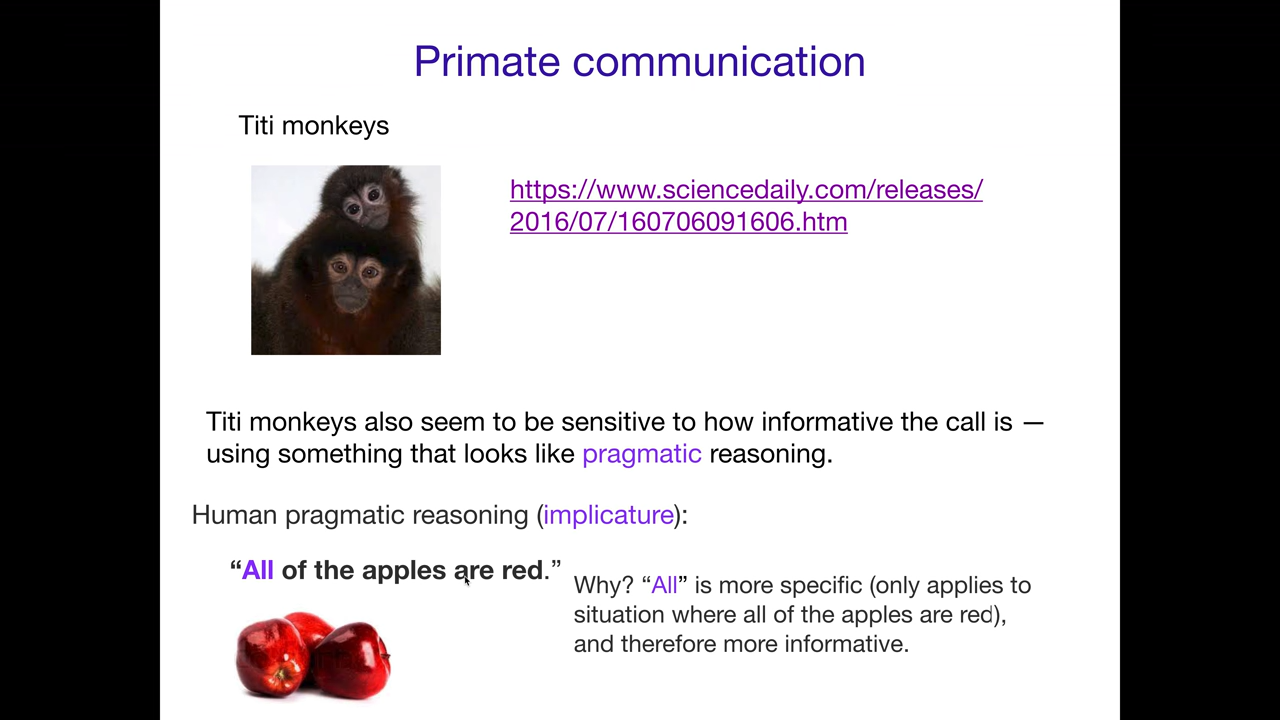 Primate communication
Titi monkeys
https://www.sciencedaily.com/releases/
2016/07/160706091606.htm
Titi monkeys also seem to be sensitive to how informative the call is —
using something that looks like pragmatic reasoning.
Human pragmatic reasoning (implicature):
“All of the apples are red.”
Why? “All” is more specific (only applies to
situation where all of the apples are red),
and therefore more informative.